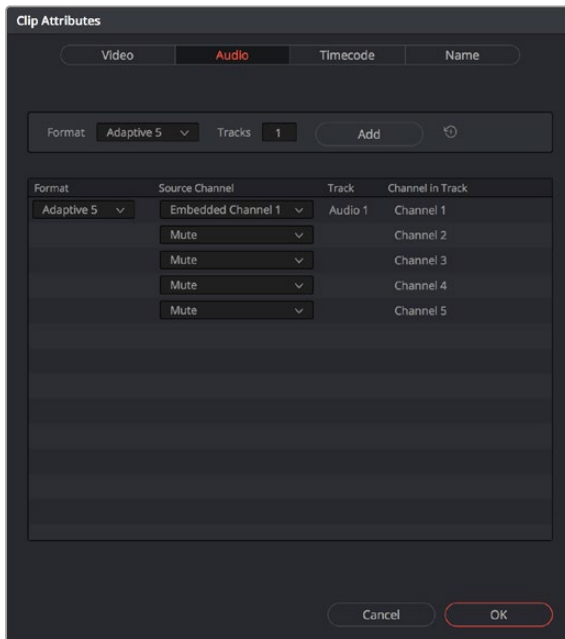 Clip Attributes
Video Audio Timecode Name
Format Adaptive 5 Tracks 1 Add
Format Source Channel Track Channel in Track
Adaptive 5 Embedded Channel 1 Audio 1 Channel 1
Mute Channel 2
Mute Channel 3
Mute Channel 4
Mute Channel 5
Cancel OK